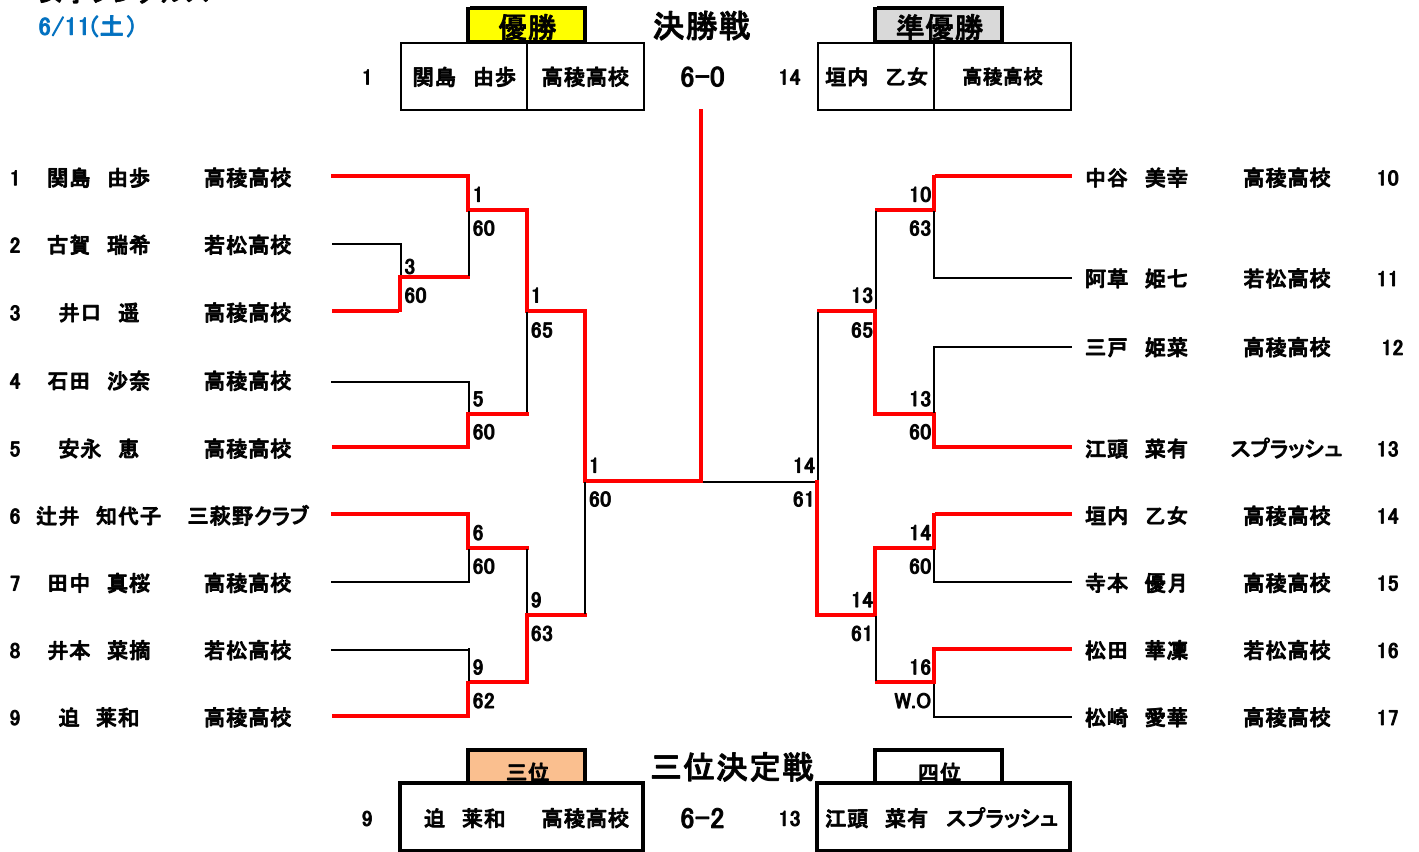 6/11(土)
優勝 決勝戦 準優勝
1 関島 由歩 高稜高校 6-0 14 垣内 乙女 高稜高校
1 関島 由歩 高稜高校 中谷 美幸 高稜高校 10
1 10
60 63
2 古賀 瑞希 若松高校
3 阿草 姫七 若松高校 11
60 1 13
3 井口 遥 高稜高校
65 65
三戸 姫菜 高稜高校 12
4 石田 沙奈 高稜高校
5 13
60 60
5 安永 恵 高稜高校 江頭 菜有 スプラッシュ 13
1 14
60 61
6 辻井 知代子 三萩野クラブ 垣内 乙女 高稜高校 14
6 14
60 60
7 田中 真桜 高稜高校 寺本 優月 高稜高校 15
9 14
63 61
8 井本 菜摘 若松高校 松田 華凜 若松高校 16
9 16
62 W.O
9 迫 莱和 高稜高校 松崎 愛華 高稜高校 17
三位 三位決定戦 四位
9 迫 莱和 高稜高校 6-2 13 江頭 菜有 スプラッシュ